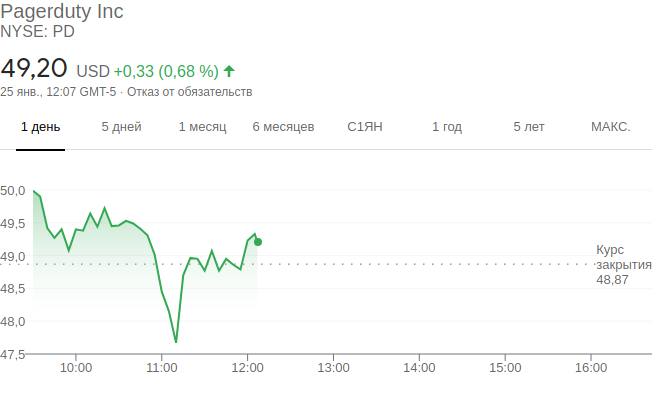 Pagerduty Inc
NYSE: PD
49,20 USD +0,33 (0,68 %)
25 янв., 12:07 GMT-5 · Отказ от обязательств
1 день 5 дней 1 месяц 6 месяцев С1ЯН 1 год 5 лет МАКС.
50,0
49,5
49,0
48,5
48,0
47,5
Курс
закрытия
48,87
10:00 11:00 12:00 13:00 14:00 15:00 16:00